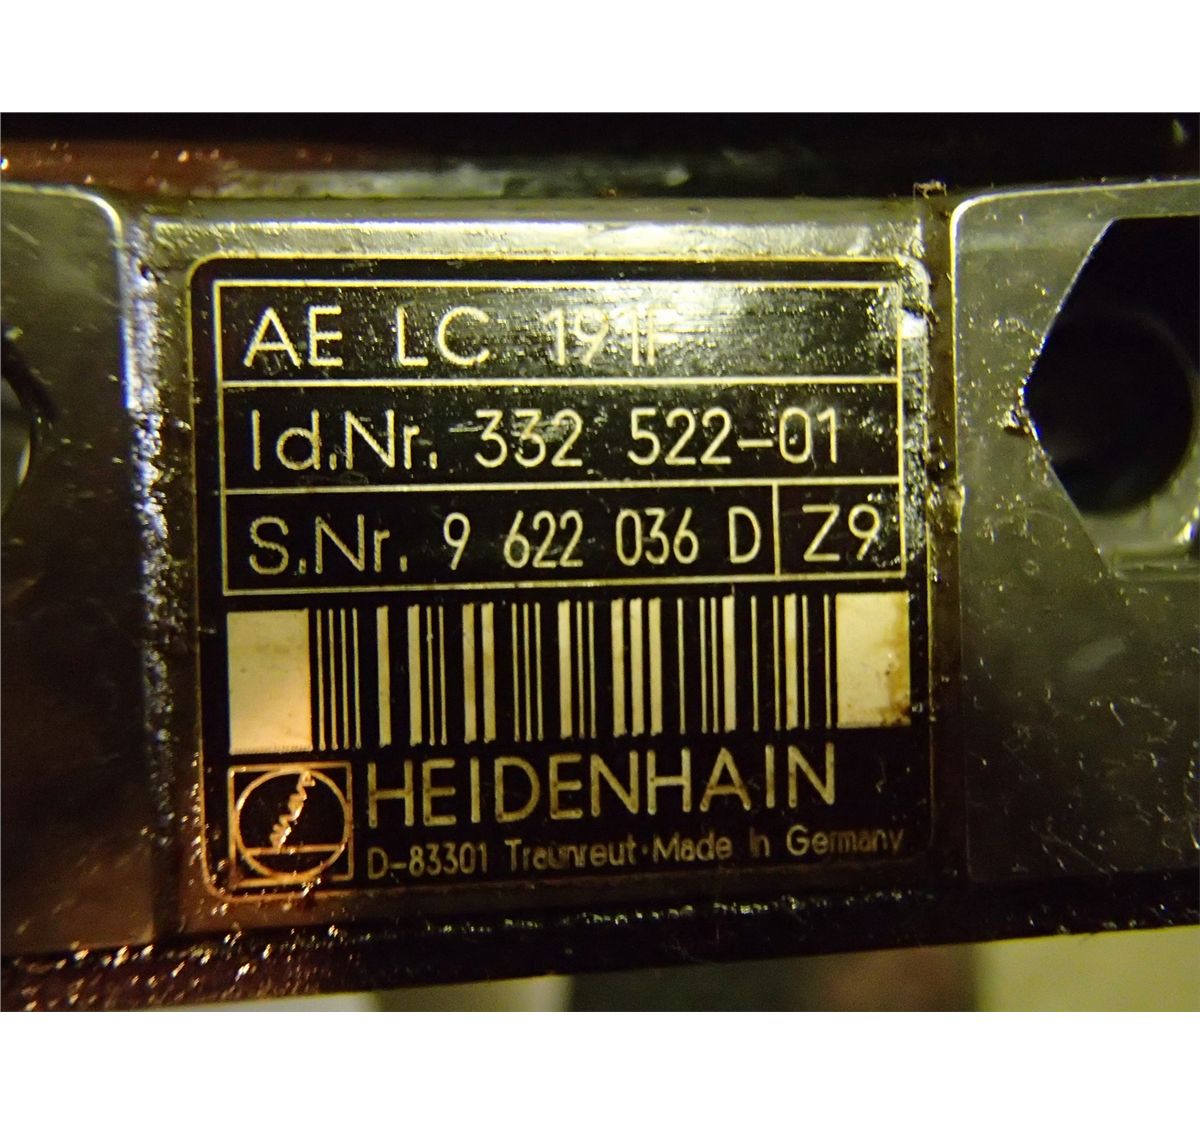 AE LC 191F
Id.Nr. 332 522-01
S.Nr. 9 622 036 D Z9
HEIDENHAIN
D-83301 Traunreut·Made in Germany